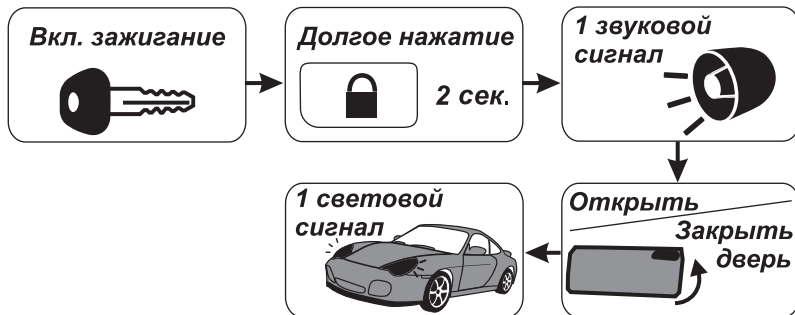 Вкл. зажигание
Долгое нажатие
2 сек.
1 звуковой
сигнал
Открыть
Закрыть
дверь
1 световой
сигнал